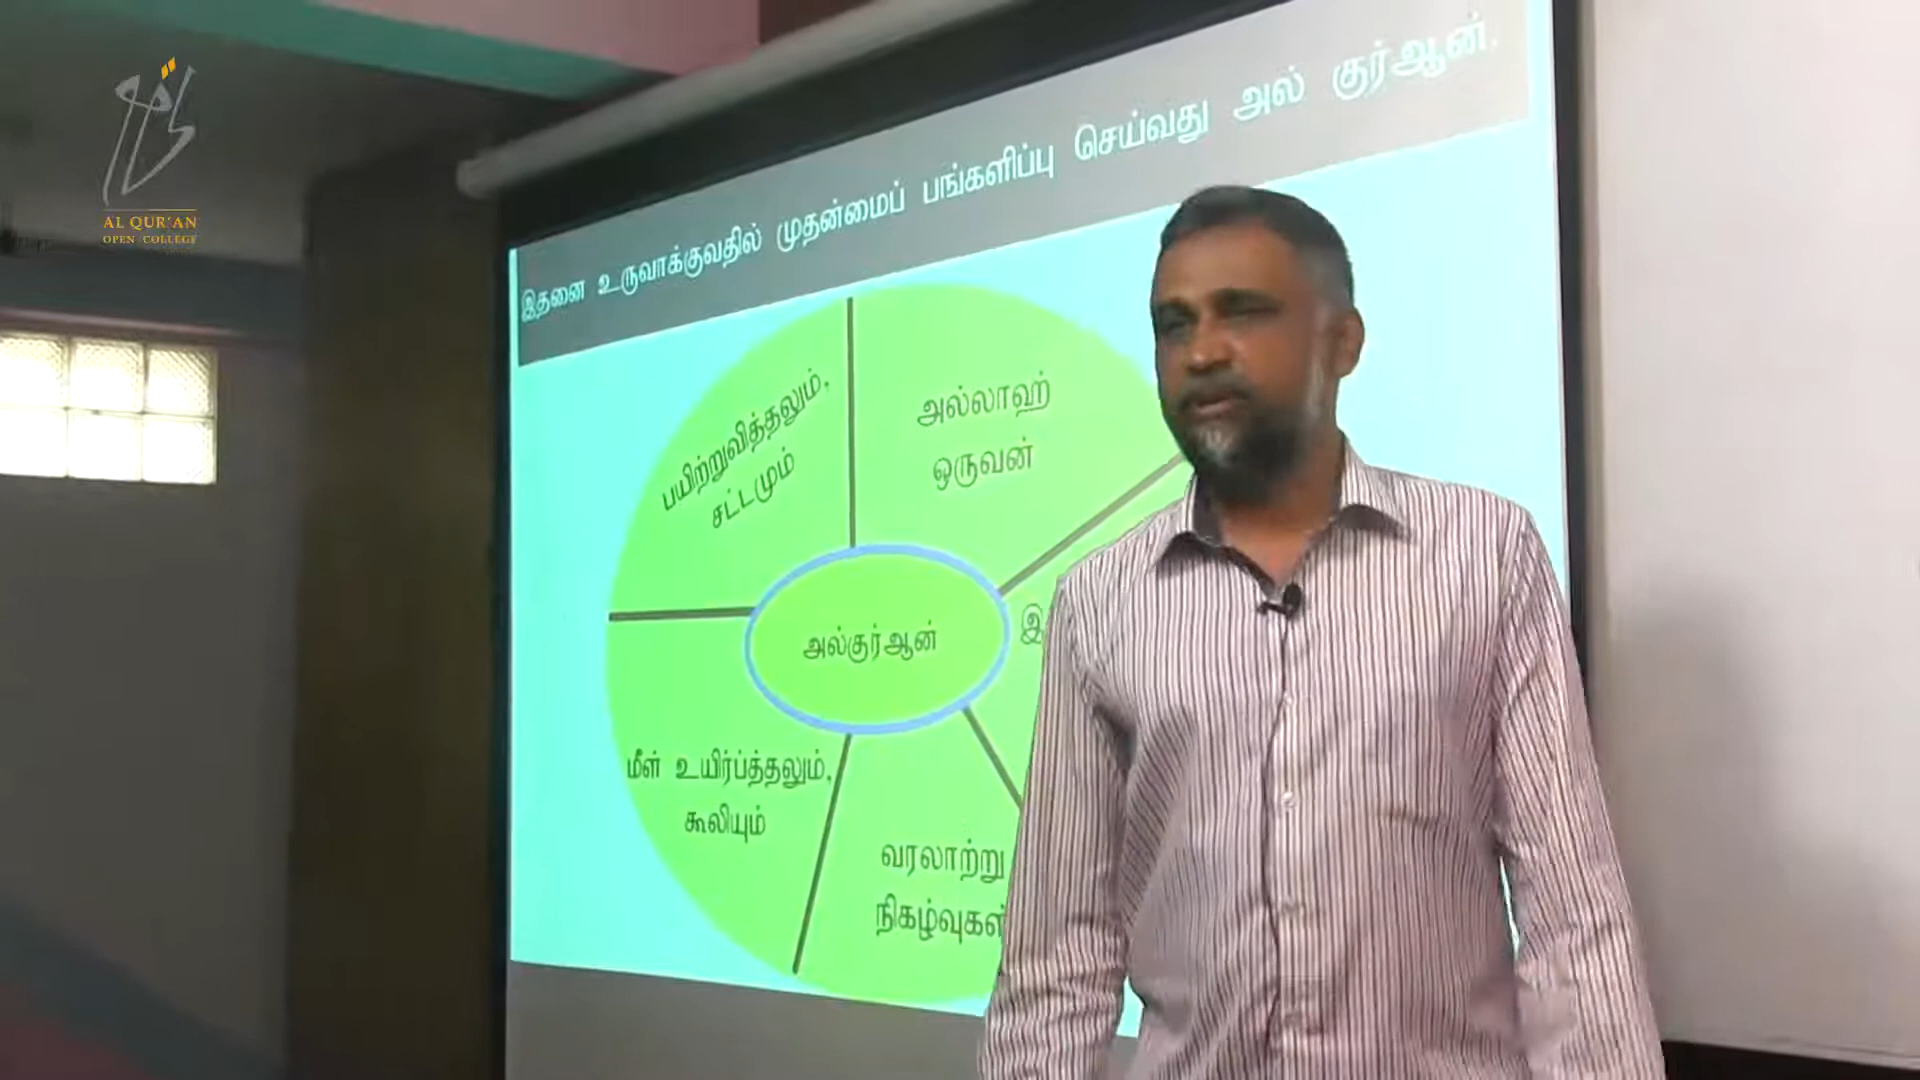 AL QUR'AN
OPEN COLLEGE
இதனை உருவாக்குவதில் முதன்மைப் பங்களிப்பு செய்வது அல் குர்ஆன்.
பயிற்றுவித்தலும்,
சட்டமும்
அல்லாஹ்
ஒருவன்
அல்குர்ஆன்
மீள் உயிர்ப்த்தலும்,
கூலியும்
வரலாற்று
நிகழ்வுகள்